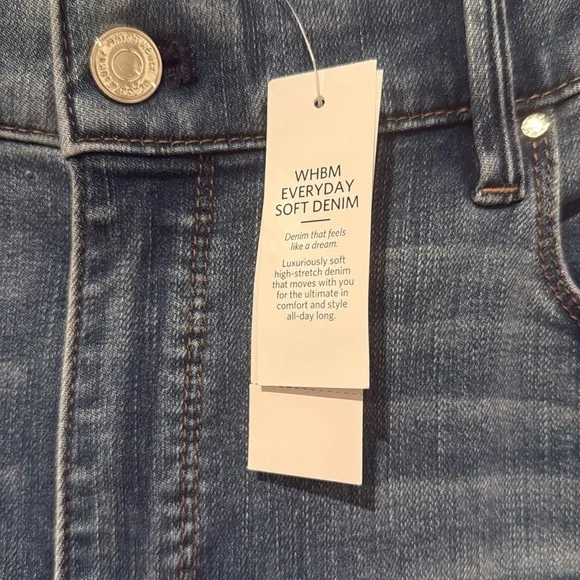 WHBM
EVERYDAY
SOFT DENIM
Denim that feels
like a dream.
Luxuriously soft
high-stretch denim
that moves with you
for the ultimate in
comfort and style
all-day long.